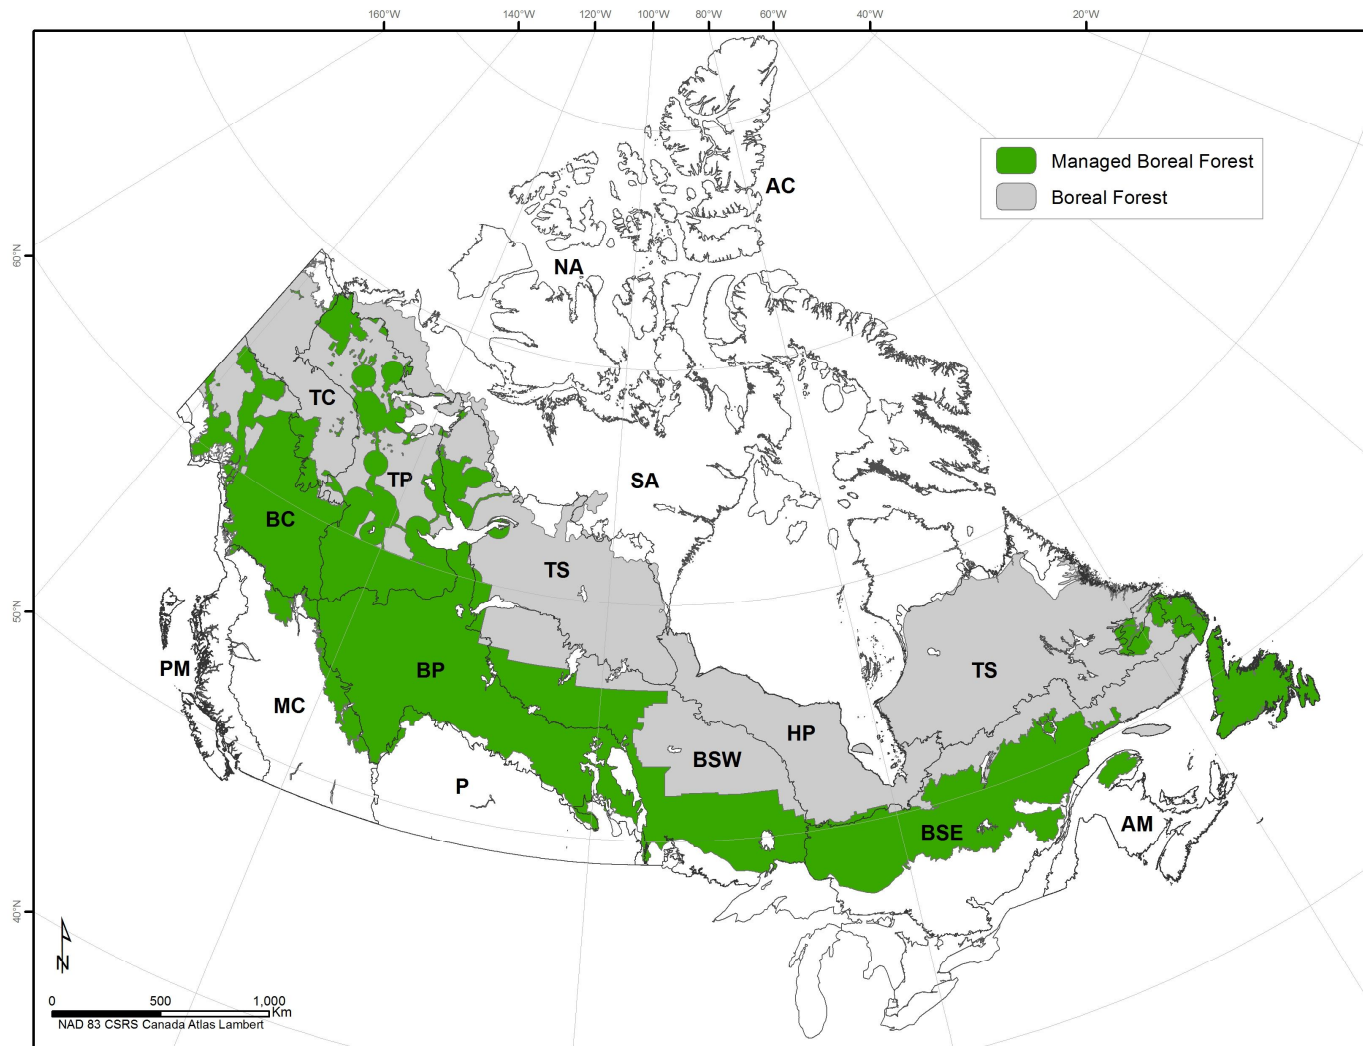 160°W 140°W 120°W 100°W 80°W 60°W 40°W 20°W
60°N
50°N
40°N
Managed Boreal Forest
Boreal Forest
AC
NA
TC
SA
TP
BC
TS
PM
BP
TS
MC
HP
BSW
P
BSE
AM
N
0 500 1,000
Km
NAD 83 CSRS Canada Atlas Lambert